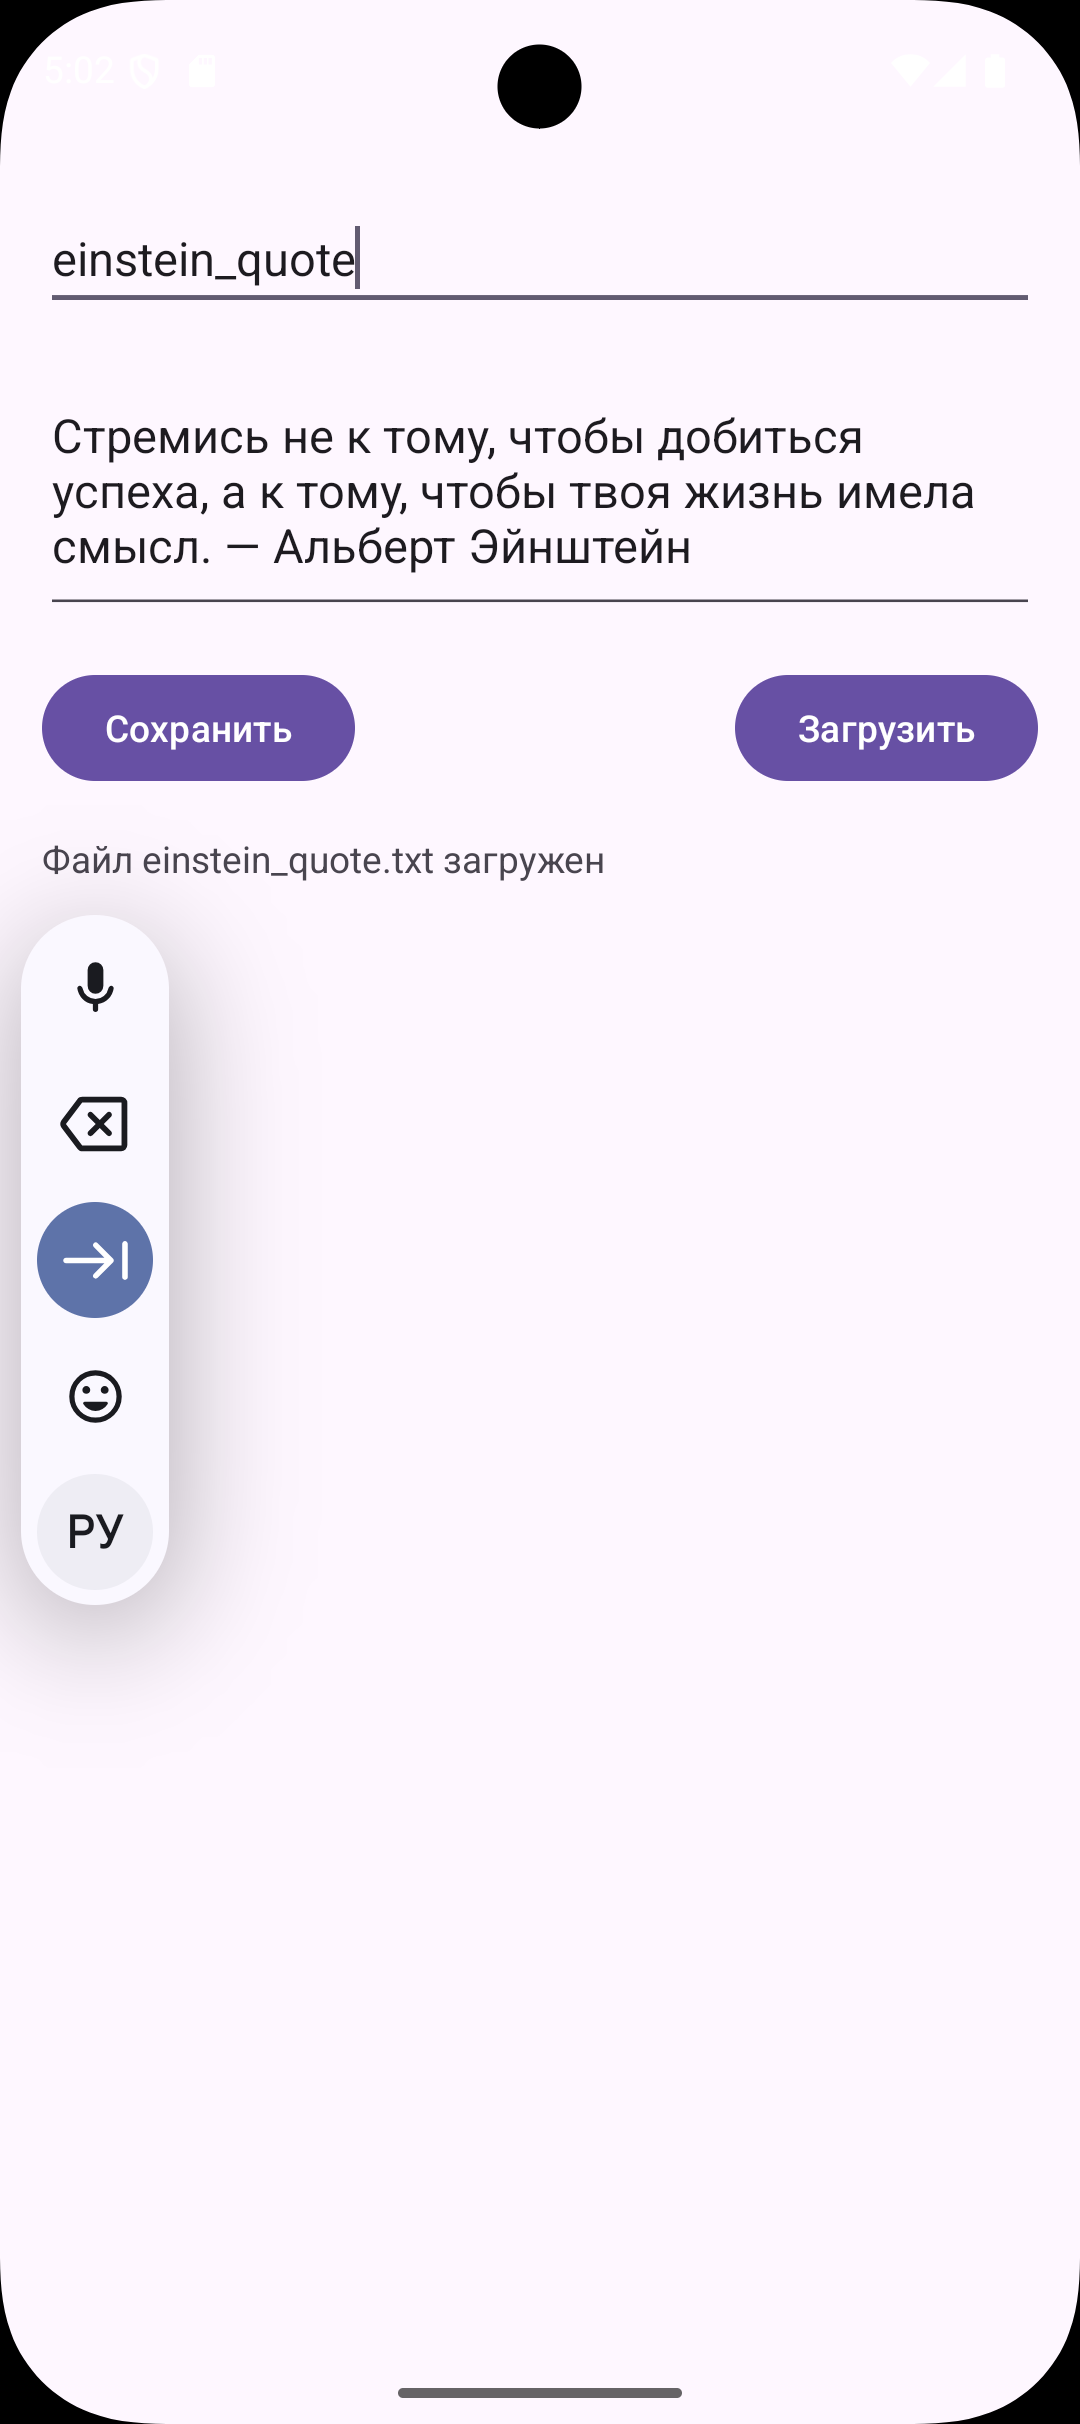 5:02
einstein_quote
Стремись не к тому, чтобы добиться
успеха, а к тому, чтобы твоя жизнь имела
смысл. — Альберт Эйнштейн
Сохранить
Загрузить
Файл einstein_quote.txt загружен
РУ